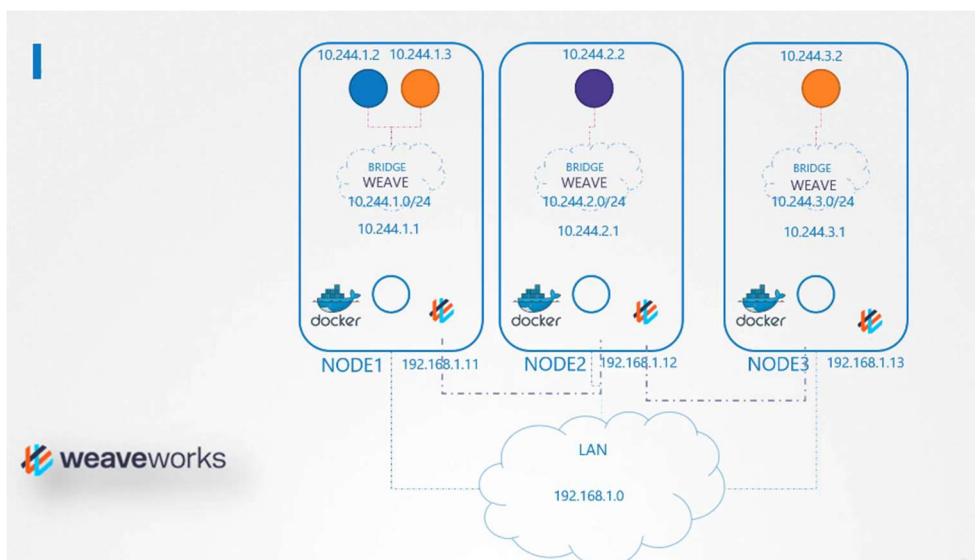 10.244.1.2 10.244.1.3
BRIDGE
WEAVE
10.244.1.0/24
10.244.1.1
docker
NODE1 192.168.1.11
10.244.2.2
BRIDGE
WEAVE
10.244.2.0/24
10.244.2.1
docker
NODE2 192.168.1.12
10.244.3.2
BRIDGE
WEAVE
10.244.3.0/24
10.244.3.1
docker
NODE3 192.168.1.13
LAN
192.168.1.0
weaveworks